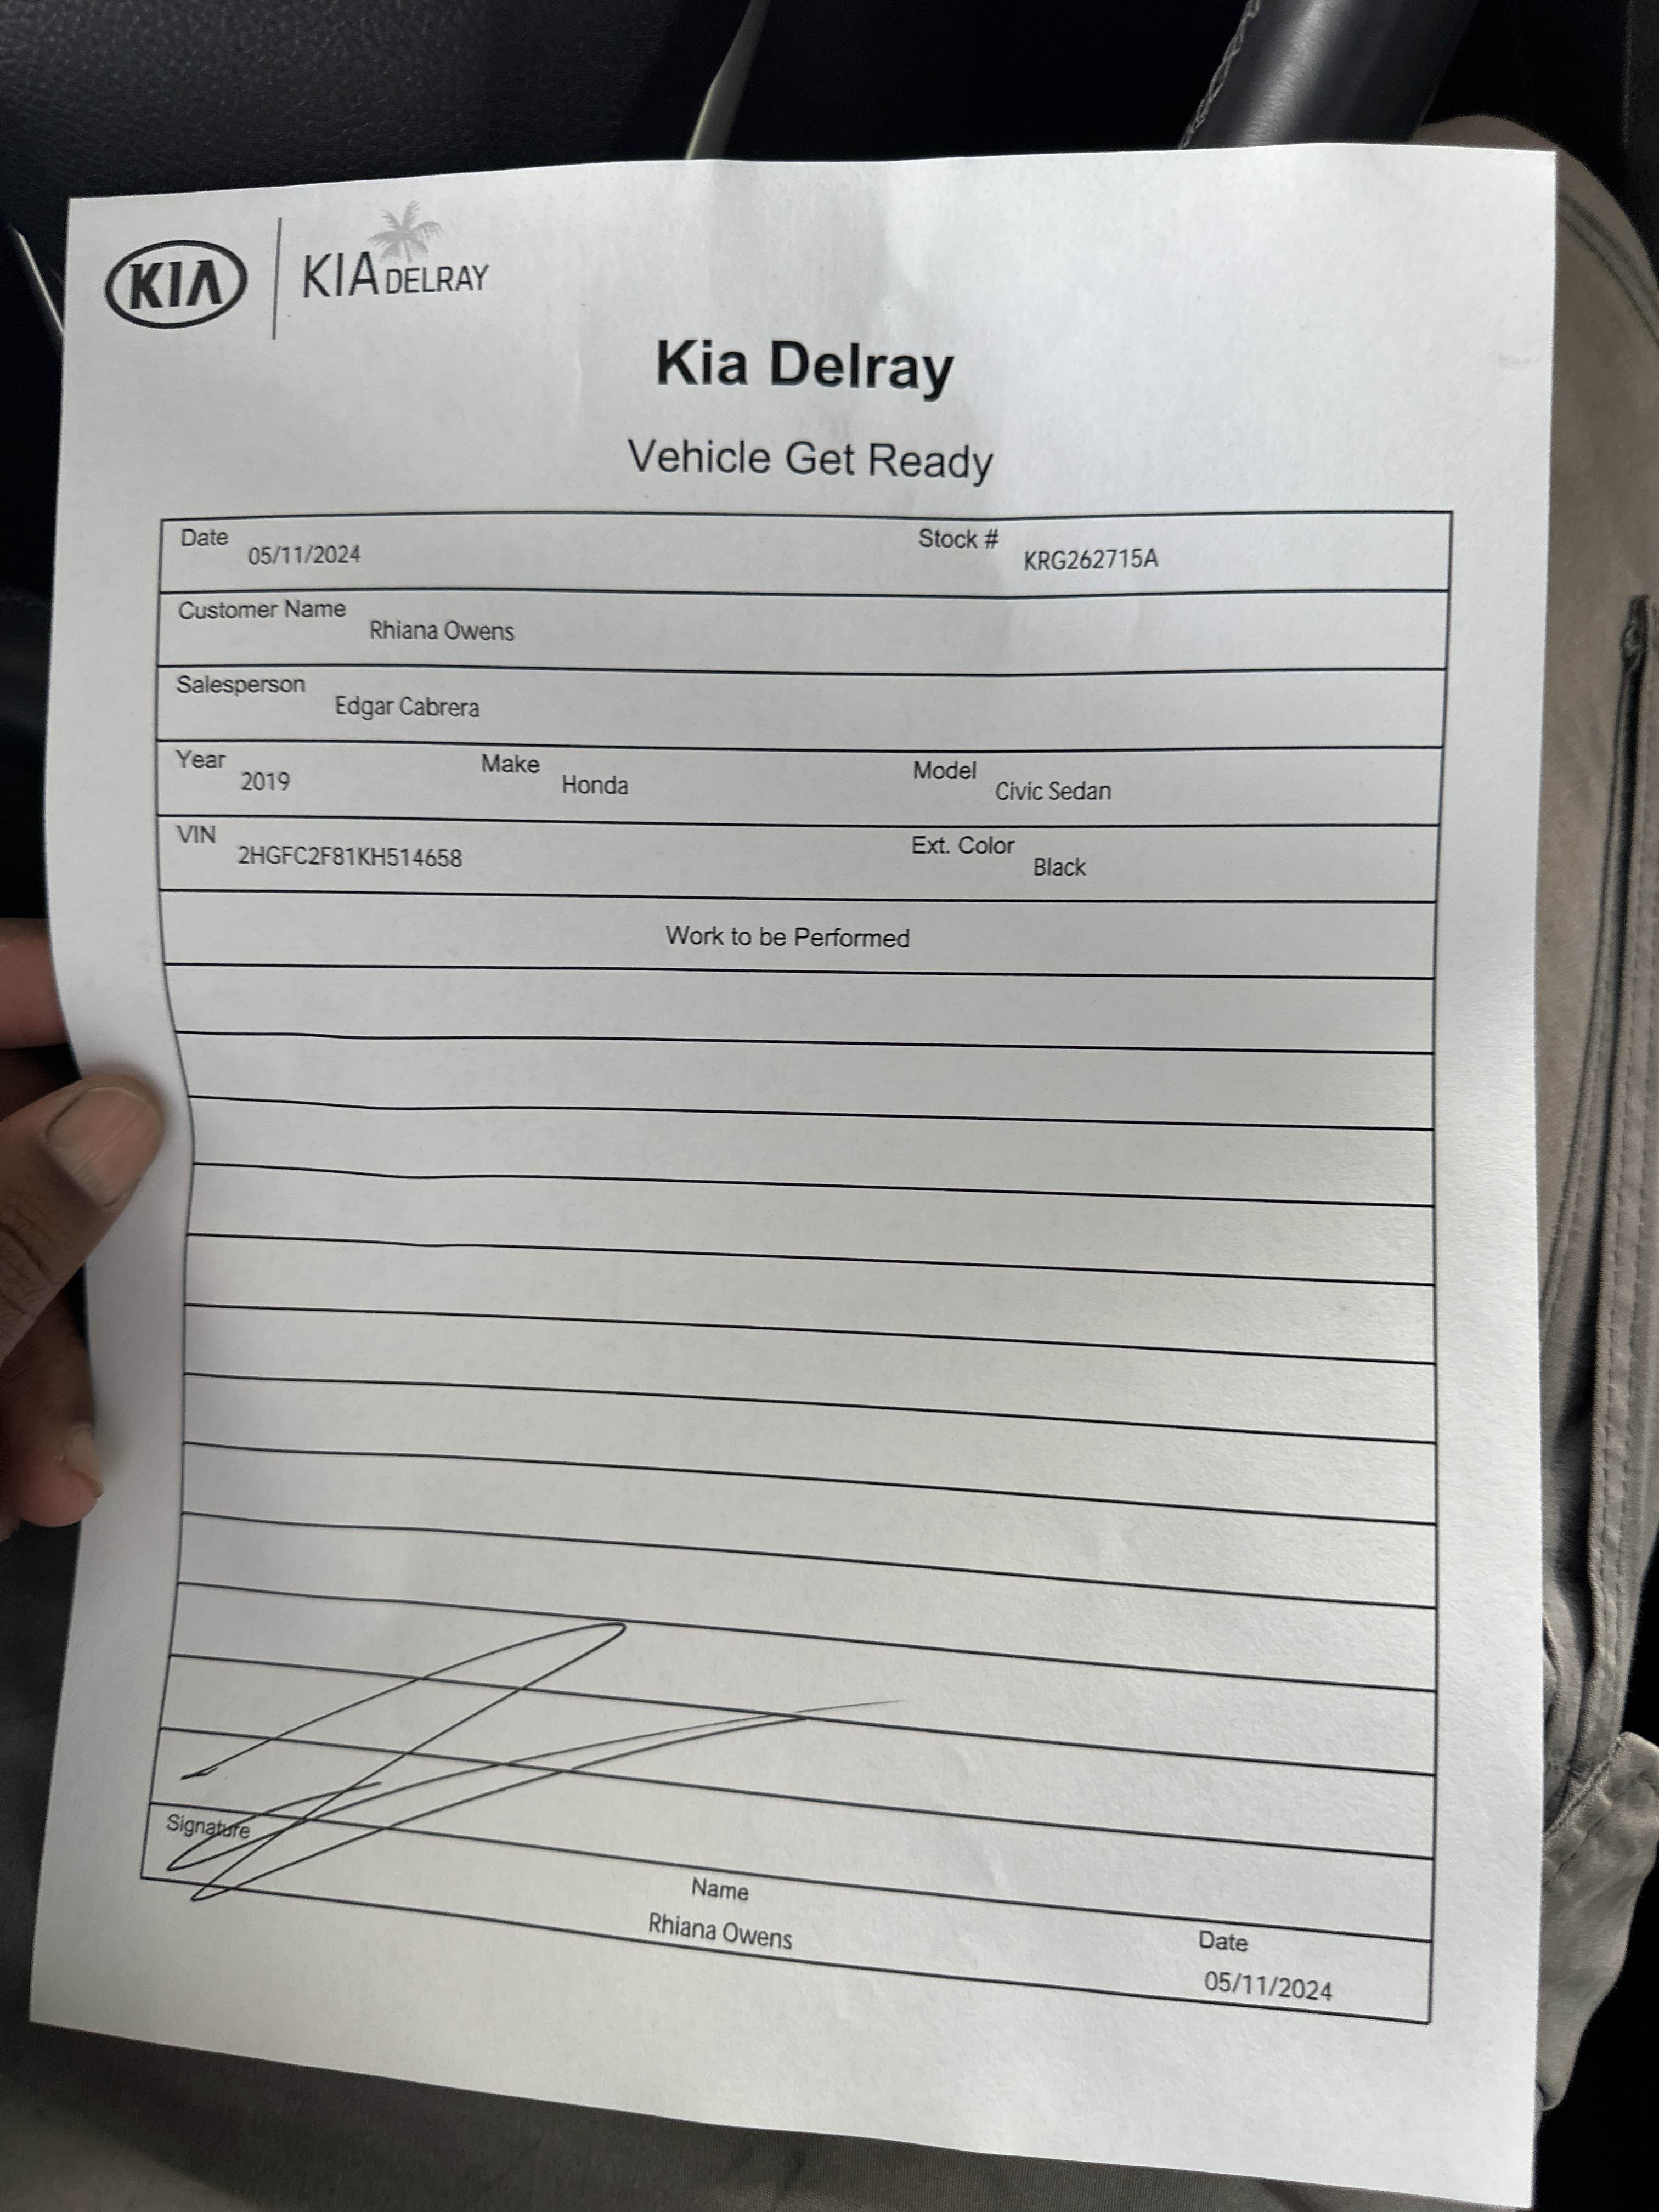 KIA KIA DELRAY
Kia Delray
Vehicle Get Ready
Date 05/11/2024 Stock # KRG262715A
Customer Name Rhiana Owens
Salesperson Edgar Cabrera
Year 2019 Make Honda Model Civic Sedan
VIN 2HGFC2F81KH514658 Ext. Color Black
Work to be Performed
Signature
Name
Rhiana Owens
Date
05/11/2024